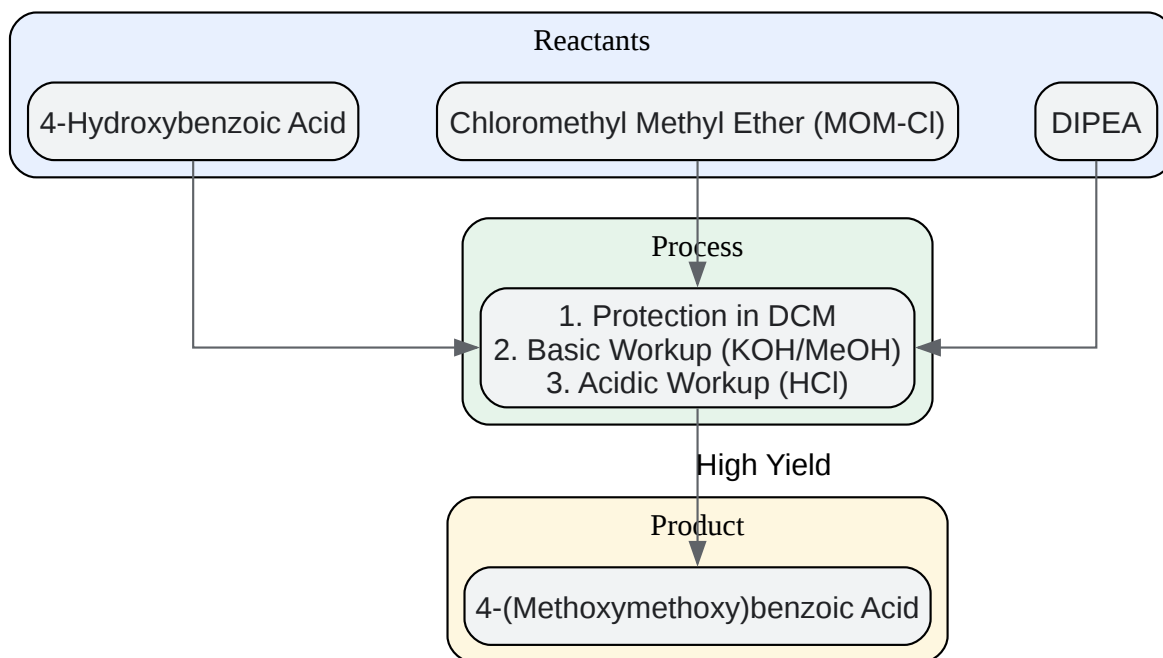 Reactants
4-Hydroxybenzoic Acid
Chloromethyl Methyl Ether (MOM-Cl)
DIPEA
Process
1. Protection in DCM
2. Basic Workup (KOH/MeOH)
3. Acidic Workup (HCl)
High Yield
Product
4-(Methoxymethoxy)benzoic Acid